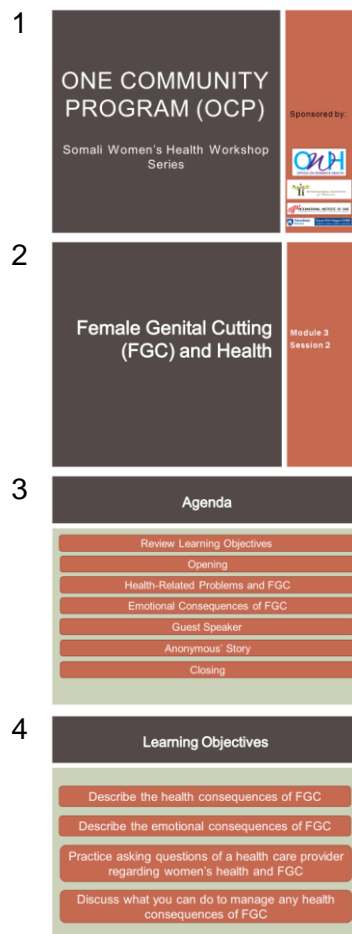 1
ONE COMMUNITY
PROGRAM (OCP)
Somali Women's Health Workshop
Series
Sponsored by:
OWH
2
Female Genital Cutting
(FGC) and Health
Module 3
Session 2
3
Agenda
Review Learning Objectives
Opening
Health-Related Problems and FGC
Emotional Consequences of FGC
Guest Speaker
Anonymous' Story
Closing
4
Learning Objectives
Describe the health consequences of FGC
Describe the emotional consequences of FGC
Practice asking questions of a health care provider
regarding women's health and FGC
Discuss what you can do to manage any health
consequences of FGC